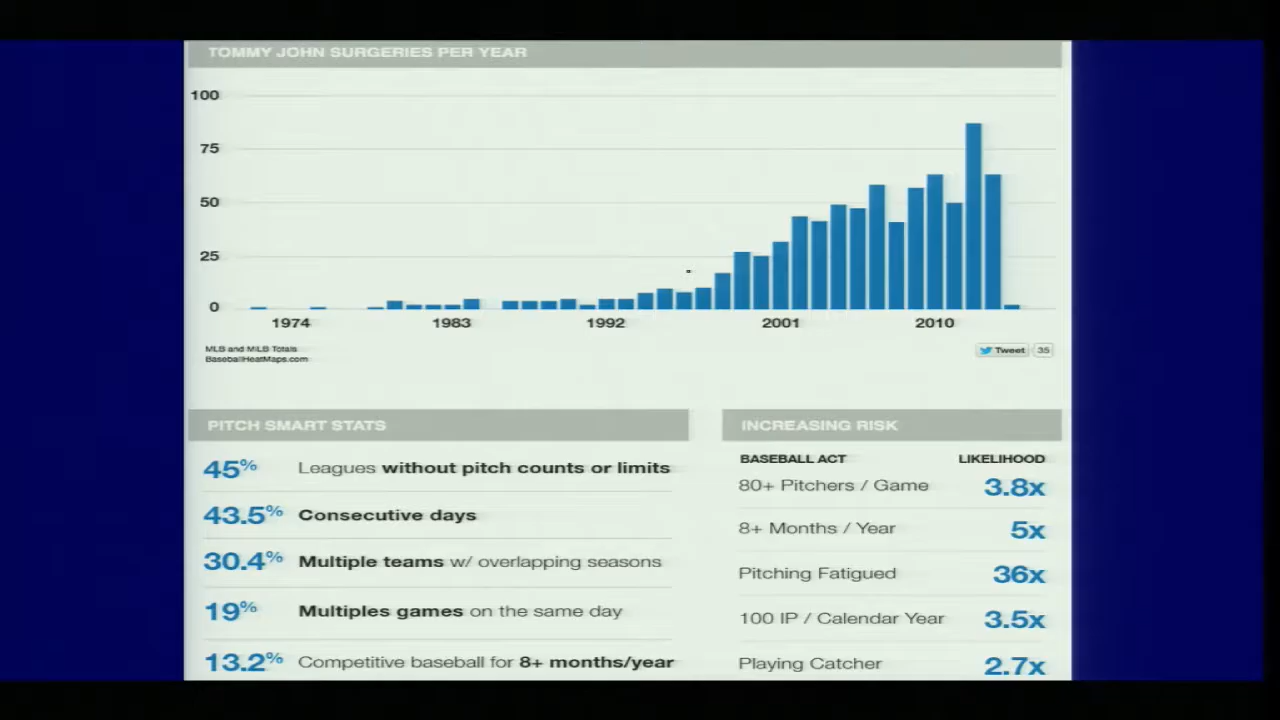 TOMMY JOHN SURGERIES PER YEAR
100
75
50
25
0
1974 1983 1992 2001 2010
MLB and MiLB Totals
BaseballHeatMaps.com
Tweet 35
PITCH SMART STATS
45% Leagues without pitch counts or limits
43.5% Consecutive days
30.4% Multiple teams w/ overlapping seasons
19% Multiples games on the same day
13.2% Competitive baseball for 8+ months/year
INCREASING RISK
BASEBALL ACT LIKELIHOOD
80+ Pitchers / Game 3.8x
8+ Months / Year 5x
Pitching Fatigued 36x
100 IP / Calendar Year 3.5x
Playing Catcher 2.7x